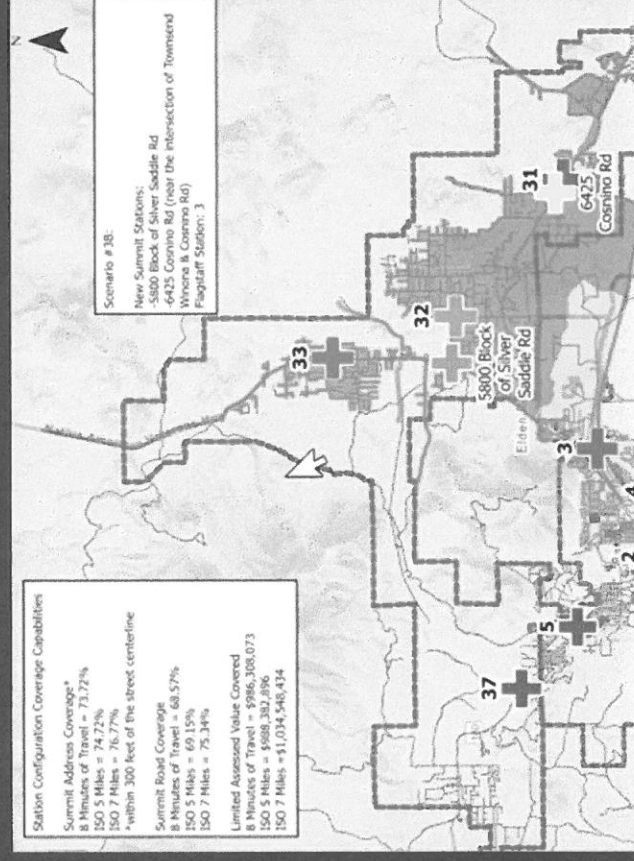 Station Configuration Coverage Capabilities
Summit Address Coverage*
8 Minutes of Travel = 73.72%
ISO 5 Miles = 74.72%
ISO 7 Miles = 76.77%
*within 300 feet of the street centerline
Summit Road Coverage
8 Minutes of Travel = 68.57%
ISO 5 Miles = 69.15%
ISO 7 Miles = 75.34%
Limited Assessed Value Covered
8 Minutes of Travel = $986,308,073
ISO 5 Miles = $988,382,896
ISO 7 Miles =$1,034,548,434
Scenario #38:
New Summit Stations:
-5800 Block of Silver Saddle Rd
-6425 Cosnino Rd (near the intersection of Townsend
Winona & Cosnino Rd)
Flagstaff Station: 3
N
33
32
5800 Block
of Silver
Saddle Rd
31
6425
Cosnino Rd
Elden
3
37
5
2
4